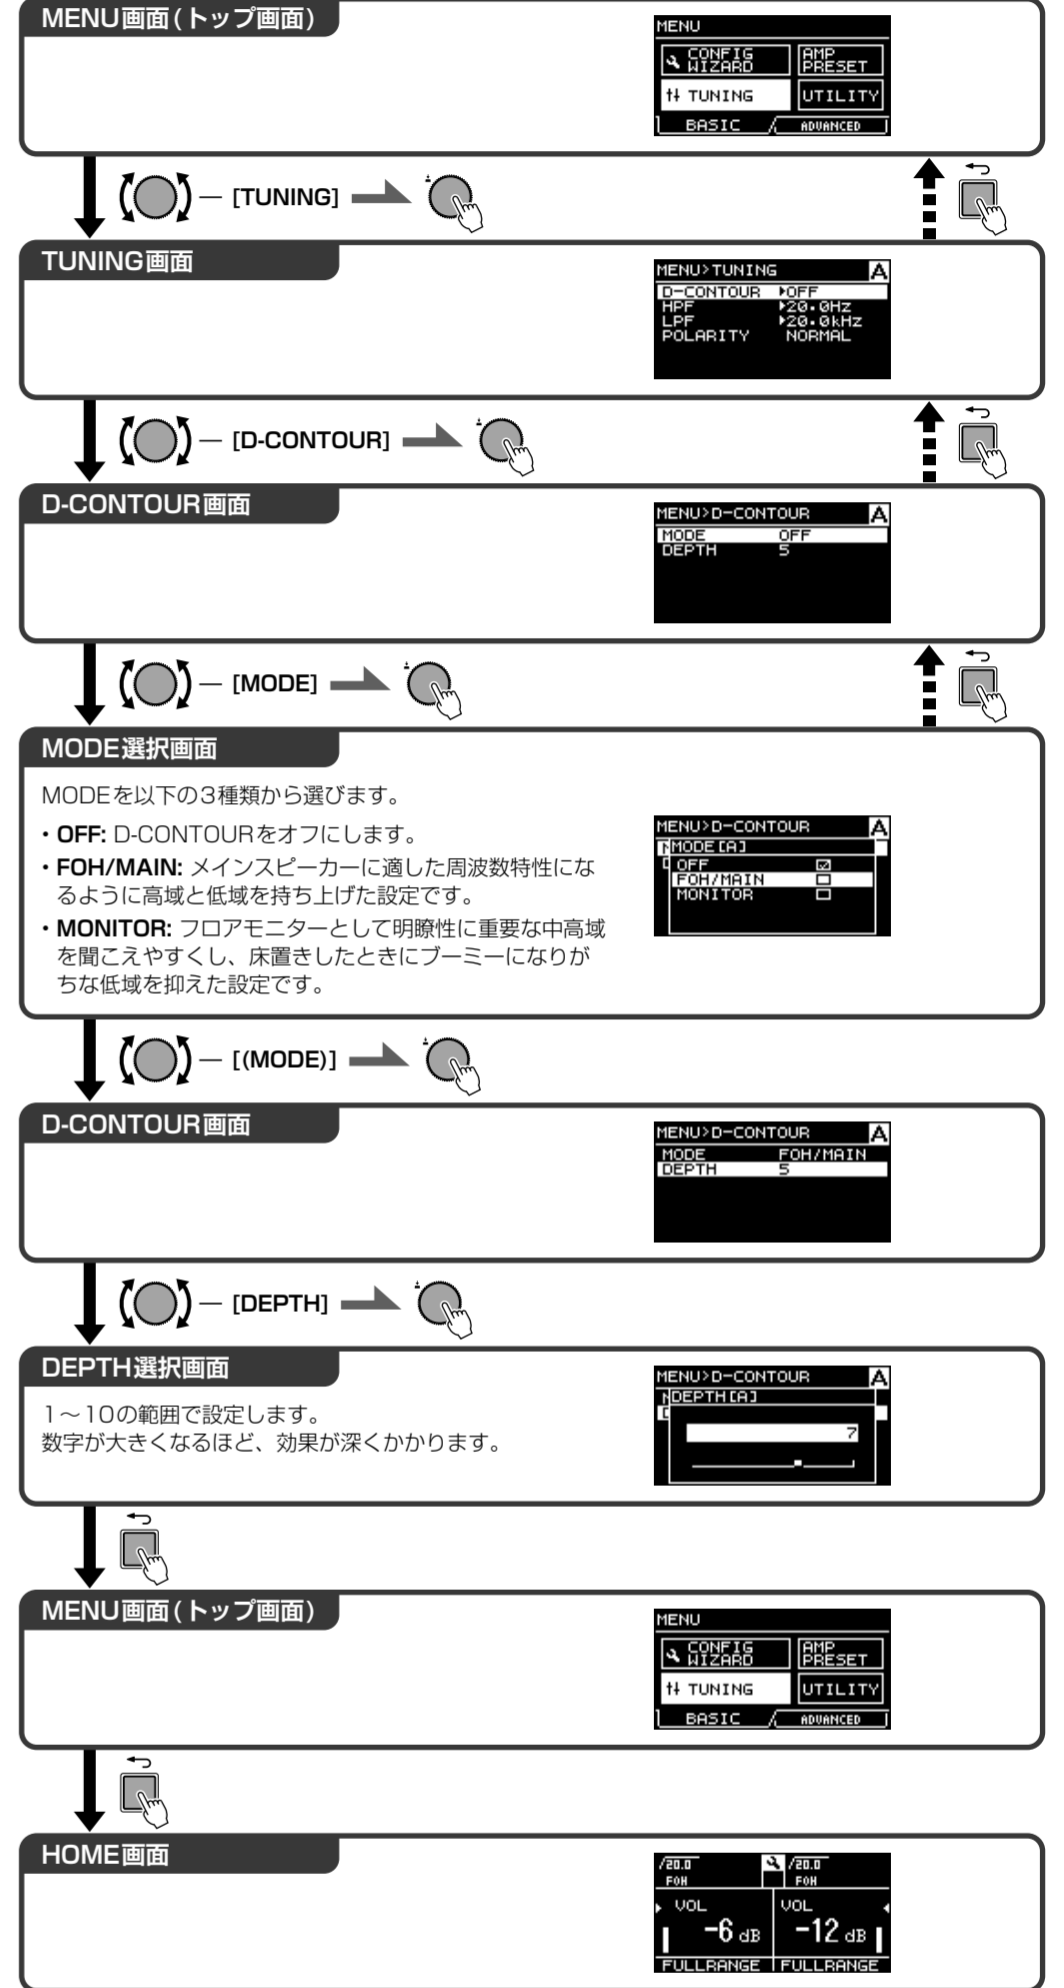 MENU画面(トップ画面)
MENU
CONFIG WIZARD
AMP PRESET
TUNING
UTILITY
BASIC
ADVANCED
[TUNING]
TUNING画面
MENU>TUNING A
D-CONTOUR OFF
HPF 20.0Hz
LPF 20.0kHz
POLARITY NORMAL
[D-CONTOUR]
D-CONTOUR画面
MENU>D-CONTOUR A
MODE OFF
DEPTH 5
[MODE]
MODE選択画面
MODEを以下の3種類から選びます。
・OFF: D-CONTOURをオフにします。
・FOH/MAIN: メインスピーカーに適した周波数特性にな
るように高域と低域を持ち上げた設定です。
・MONITOR: フロアモニターとして明瞭性に重要な中高域
を聞こえやすくし、床置きしたときにブーミーになりが
ちな低域を抑えた設定です。
MENU>D-CONTOUR A
MODE[A]
OFF
FOH/MAIN
MONITOR
[(MODE)]
D-CONTOUR画面
MENU>D-CONTOUR A
MODE FOH/MAIN
DEPTH 5
[DEPTH]
DEPTH選択画面
1〜10の範囲で設定します。
数字が大きくなるほど、効果が深くかかります。
MENU>D-CONTOUR A
DEPTH[A]
7
MENU画面(トップ画面)
MENU
CONFIG WIZARD
AMP PRESET
TUNING
UTILITY
BASIC
ADVANCED
HOME画面
/20.0 /20.0
FOH FOH
VOL VOL
-6 dB -12 dB
FULLRANGE FULLRANGE